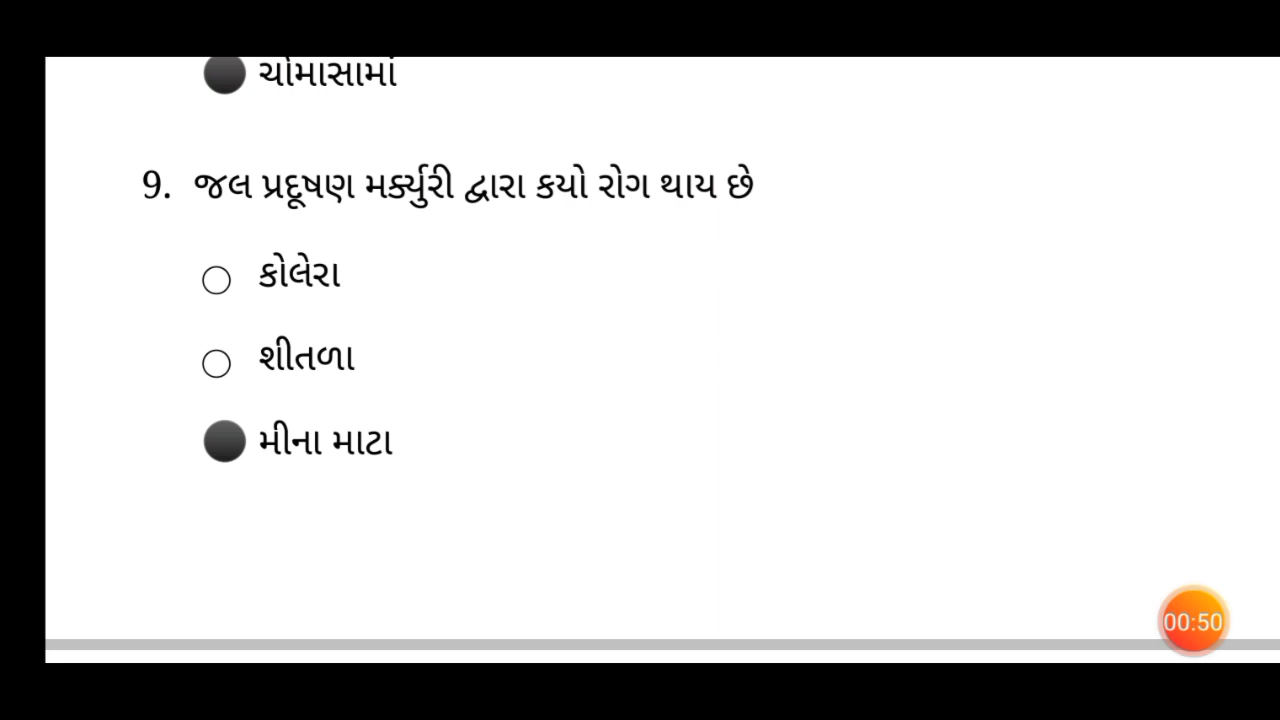 ચોમાસામાં
9. જલ પ્રદૂષણ મર્ક્યુરી દ્વારા કયો રોગ થાય છે
કોલેરા
શીતળા
મીના માટા
00:50